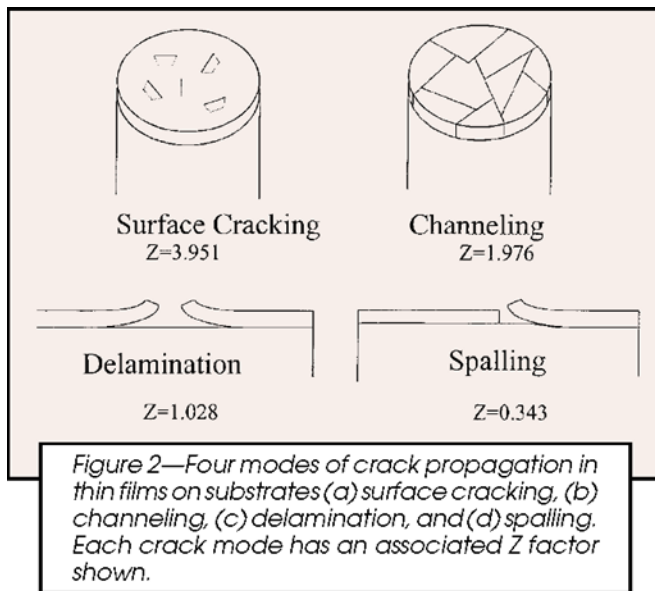 Surface Cracking
Z=3.951
Channeling
Z=1.976
Delamination
Z=1.028
Spalling
Z=0.343
Figure 2—Four modes of crack propagation in
thin films on substrates (a) surface cracking, (b)
channeling, (c) delamination, and (d) spalling.
Each crack mode has an associated Z factor
shown.